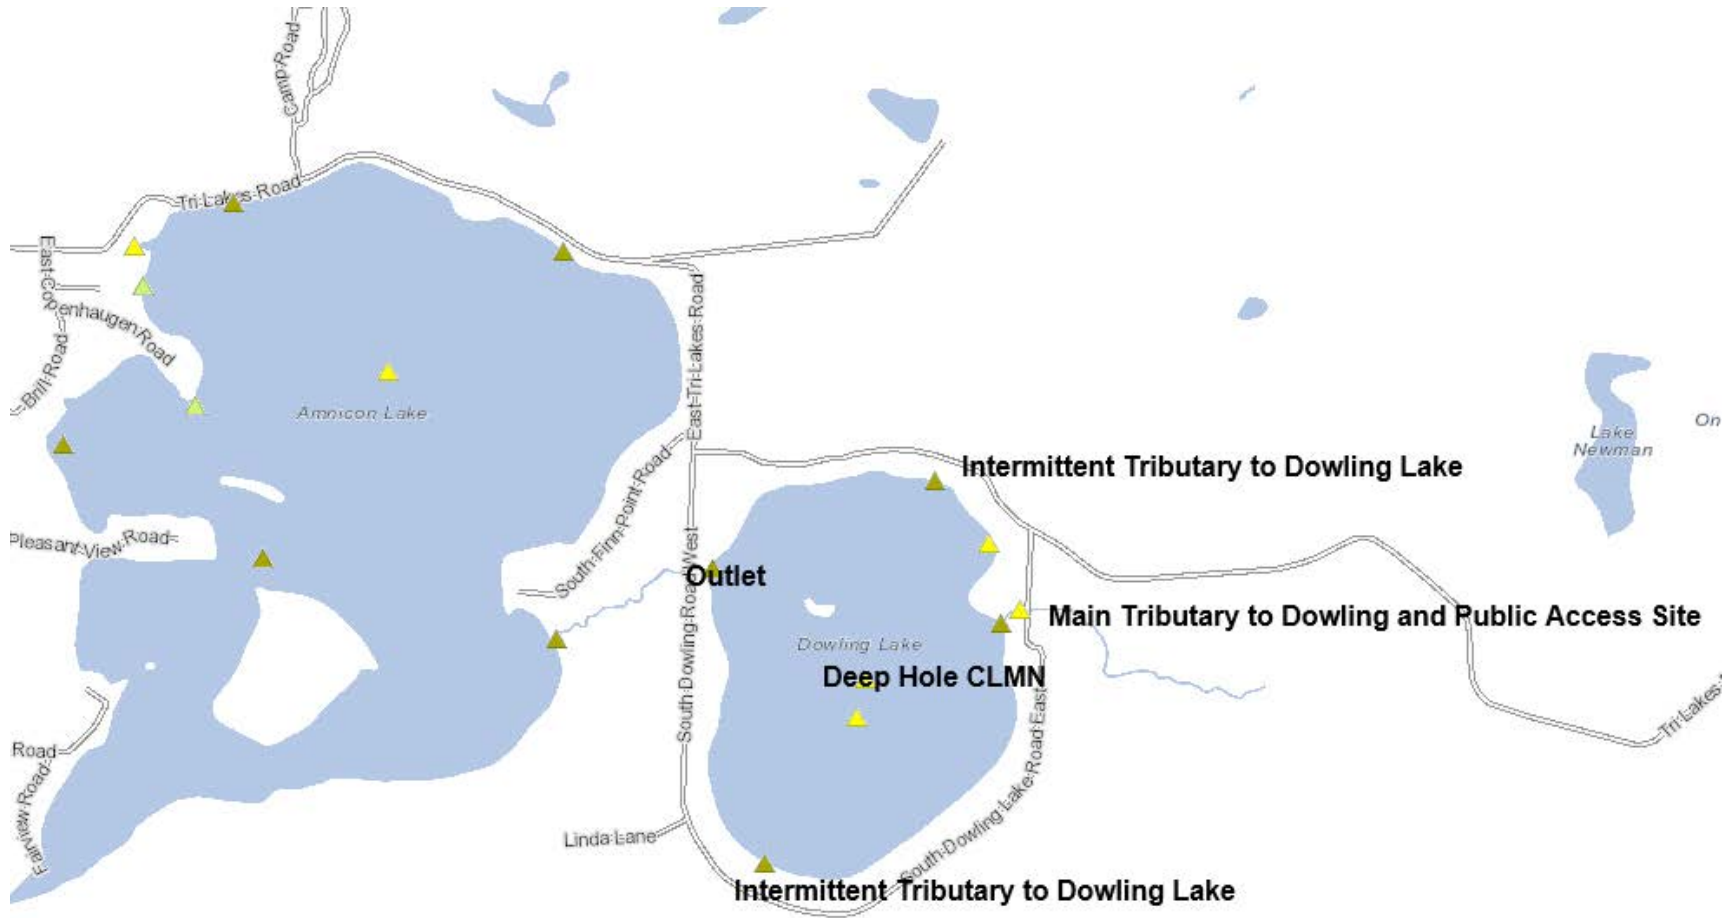 Camp Road
Tri Lakes Road
East Copenhaugen Road
Brill Road
Amnicon Lake
East Tri Lakes Road
On
Lake
Newman
Intermittent Tributary to Dowling Lake
South Finn Point Road
Pleasant View Road
South Dowling Road West
Outlet
Main Tributary to Dowling and Public Access Site
Dowling Lake
Deep Hole CLMN
Road
Fairview Road
Tri Lakes
South Dowling Lake Road East
Linda Lane
Intermittent Tributary to Dowling Lake